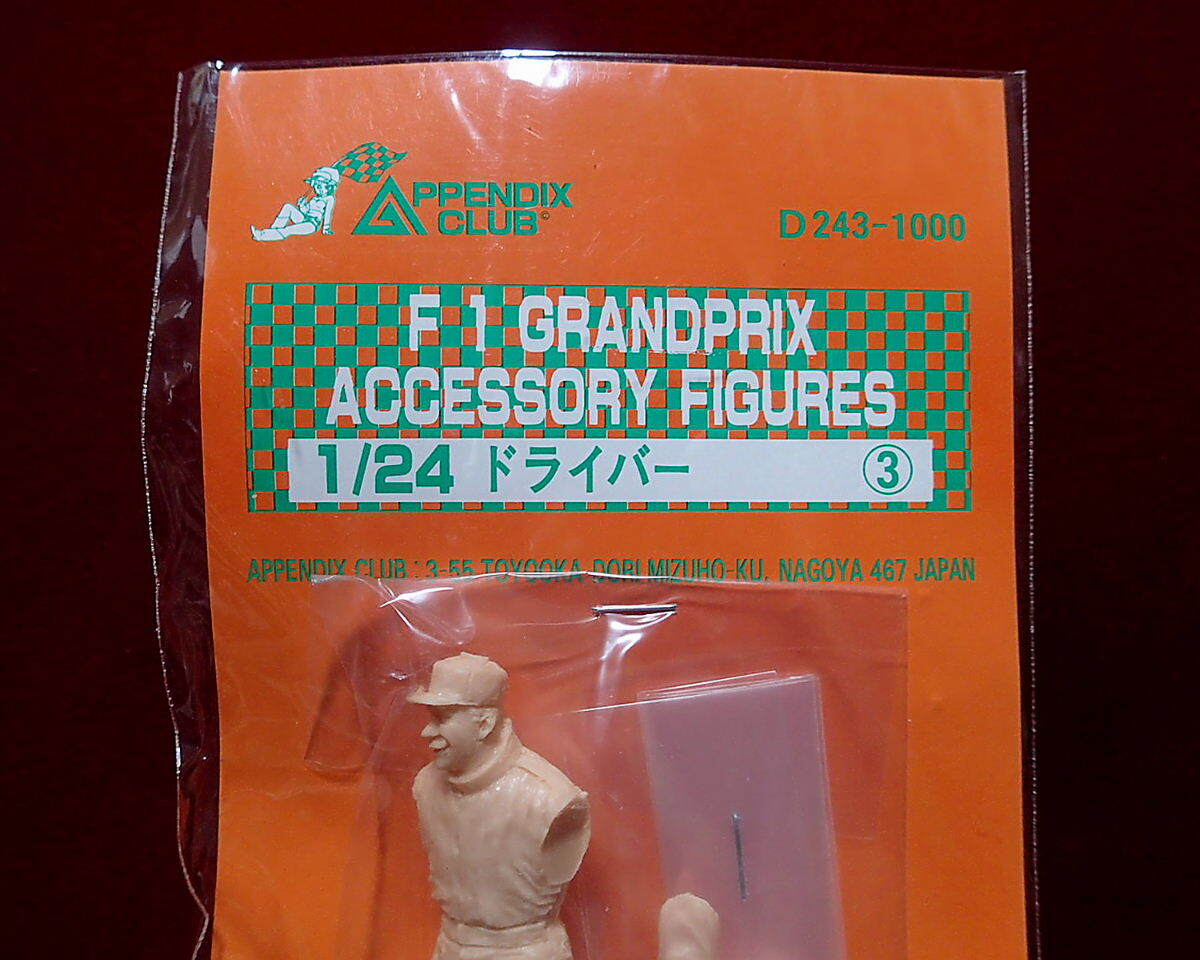 APPENDIX
CLUB©
D243-1000
F 1 GRANDPRIX
ACCESSORY FIGURES
1/24 ドライバー ③
APPENDIX CLUB : 3-55 TOYOOKA-DORI MIZUHO-KU, NAGOYA 467 JAPAN